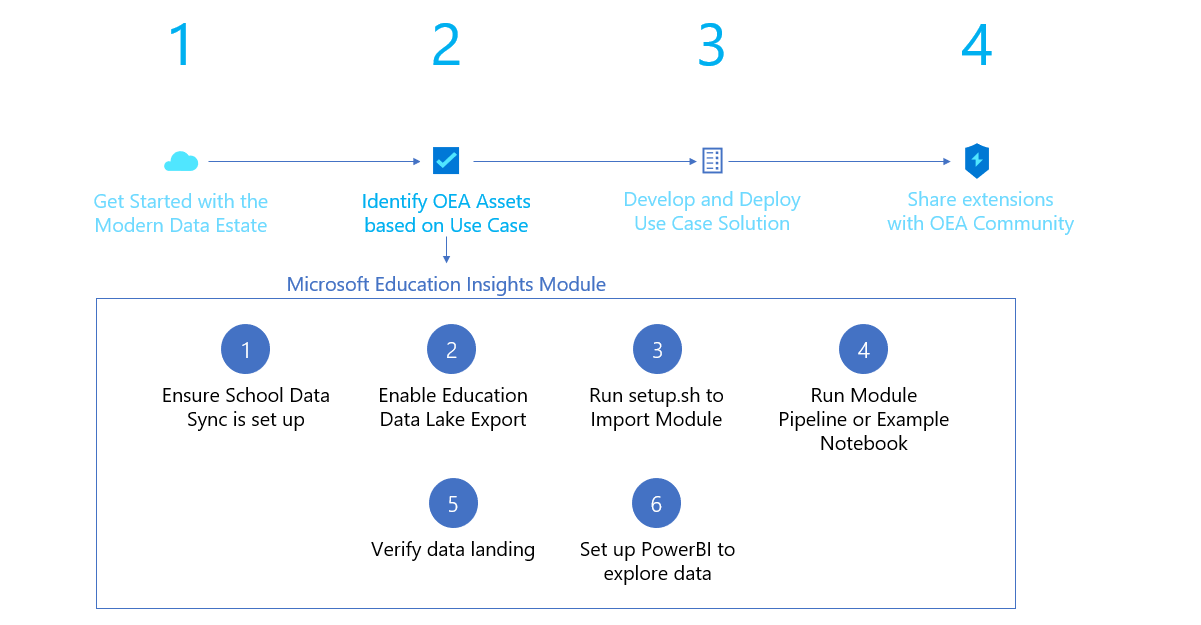 1
2
3
4
Get Started with the
Modern Data Estate
Identify OEA Assets
based on Use Case
Develop and Deploy
Use Case Solution
Share extensions
with OEA Community
Microsoft Education Insights Module
1
Ensure School Data
Sync is set up
2
Enable Education
Data Lake Export
3
Run setup.sh to
Import Module
4
Run Module
Pipeline or Example
Notebook
5
Verify data landing
6
Set up PowerBI to
explore data